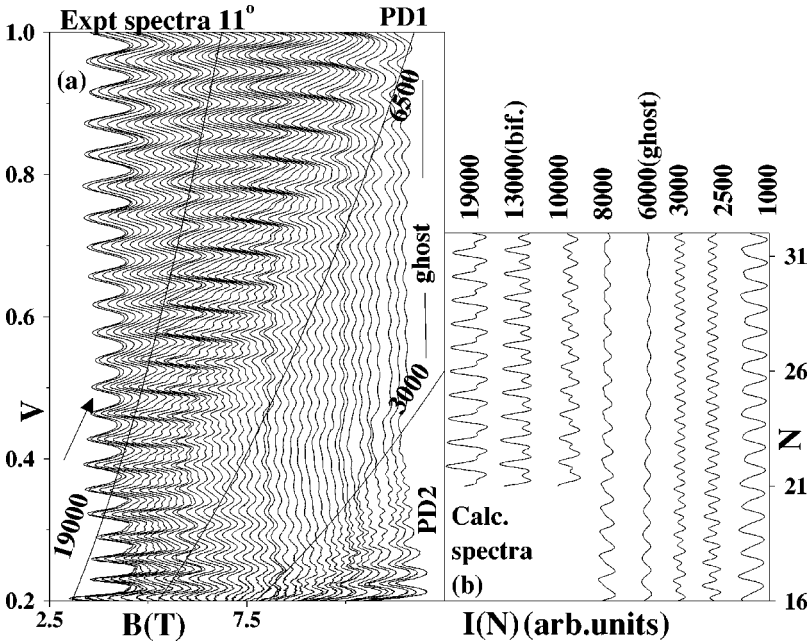 Expt spectra 11°
PD1
(a)
1.0
0.8
0.6
V
0.4
0.2
2.5
B(T)
7.5
19000
6500
ghost
3000
PD2
19000
13000(bif.)
10000
8000
6000(ghost)
3000
2500
1000
31
26
N
21
16
Calc.
spectra
(b)
I(N) (arb.units)